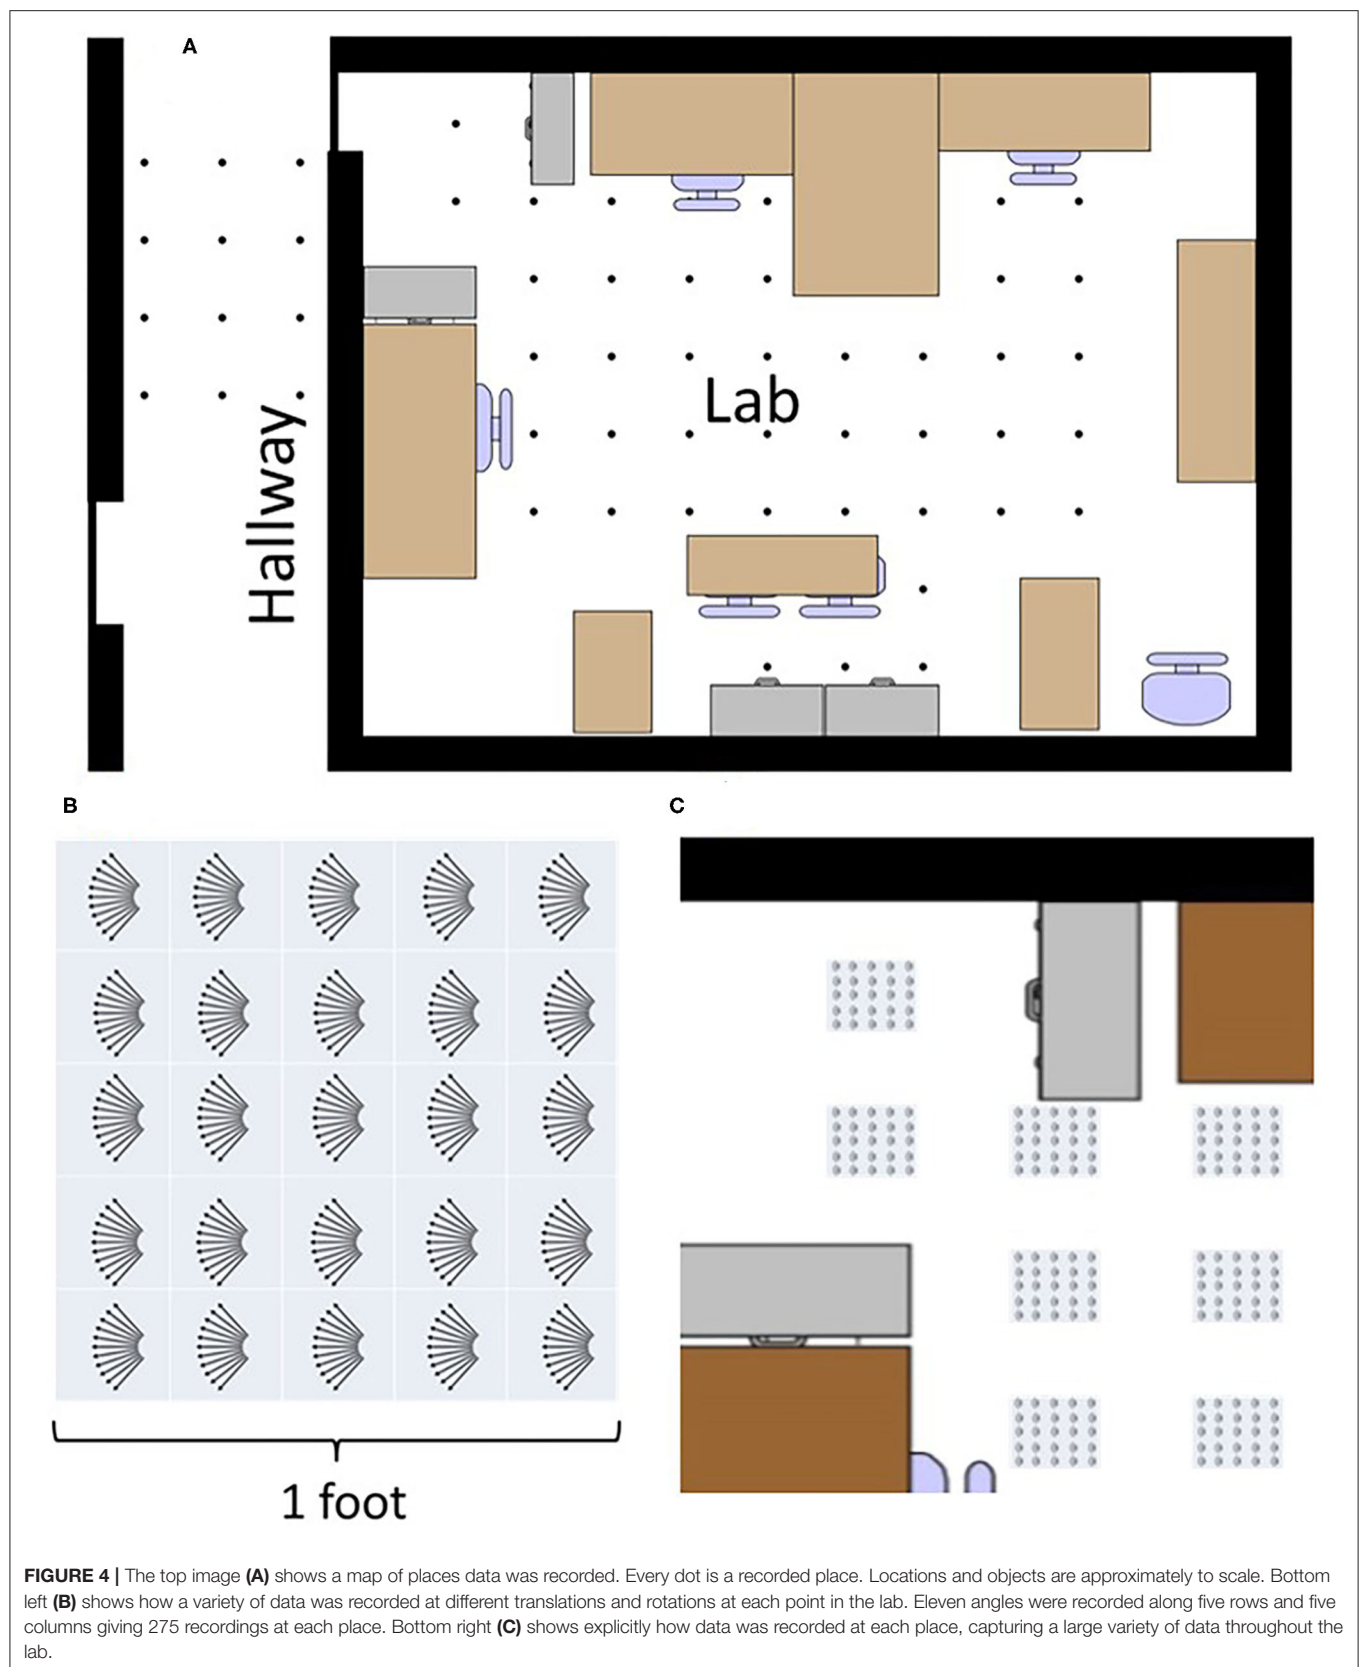 A
Hallway
Lab
B
C
1 foot
FIGURE 4 | The top image (A) shows a map of places data was recorded. Every dot is a recorded place. Locations and objects are approximately to scale. Bottom
left (B) shows how a variety of data was recorded at different translations and rotations at each point in the lab. Eleven angles were recorded along five rows and five
columns giving 275 recordings at each place. Bottom right (C) shows explicitly how data was recorded at each place, capturing a large variety of data throughout the
lab.